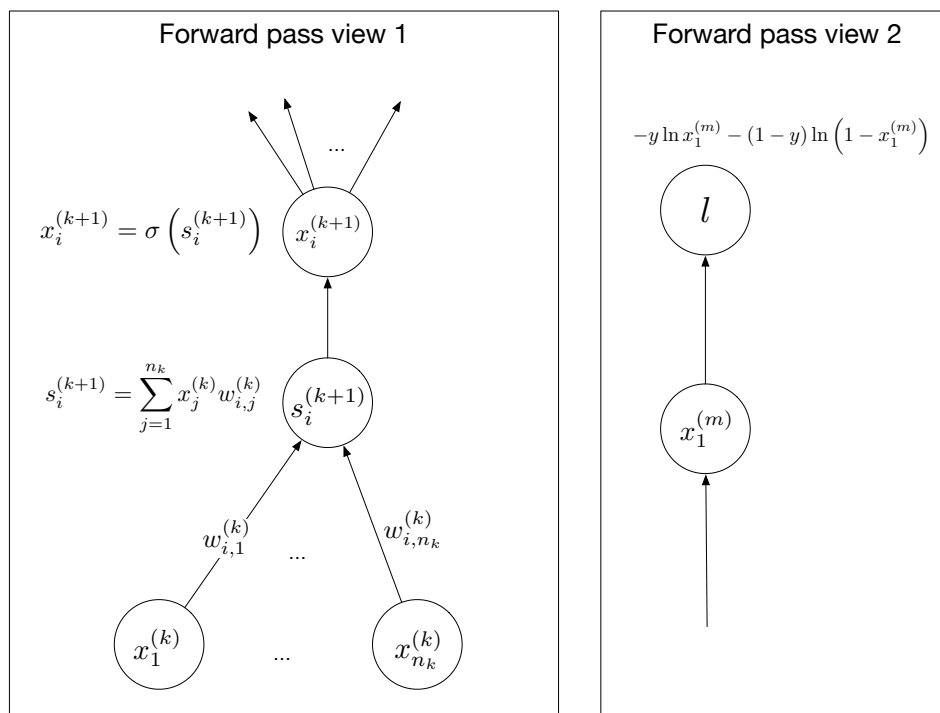 Forward pass view 1
...
x_i^{(k+1)} = σ(s_i^{(k+1)})
x_i^{(k+1)}
s_i^{(k+1)} = \sum_{j=1}^{n_k} x_j^{(k)} w_{i,j}^{(k)}
s_i^{(k+1)}
w_{i,1}^{(k)}
...
w_{i,n_k}^{(k)}
x_1^{(k)}
...
x_{n_k}^{(k)}
Forward pass view 2
-y ln x_1^{(m)} - (1 - y) ln(1 - x_1^{(m)})
l
x_1^{(m)}